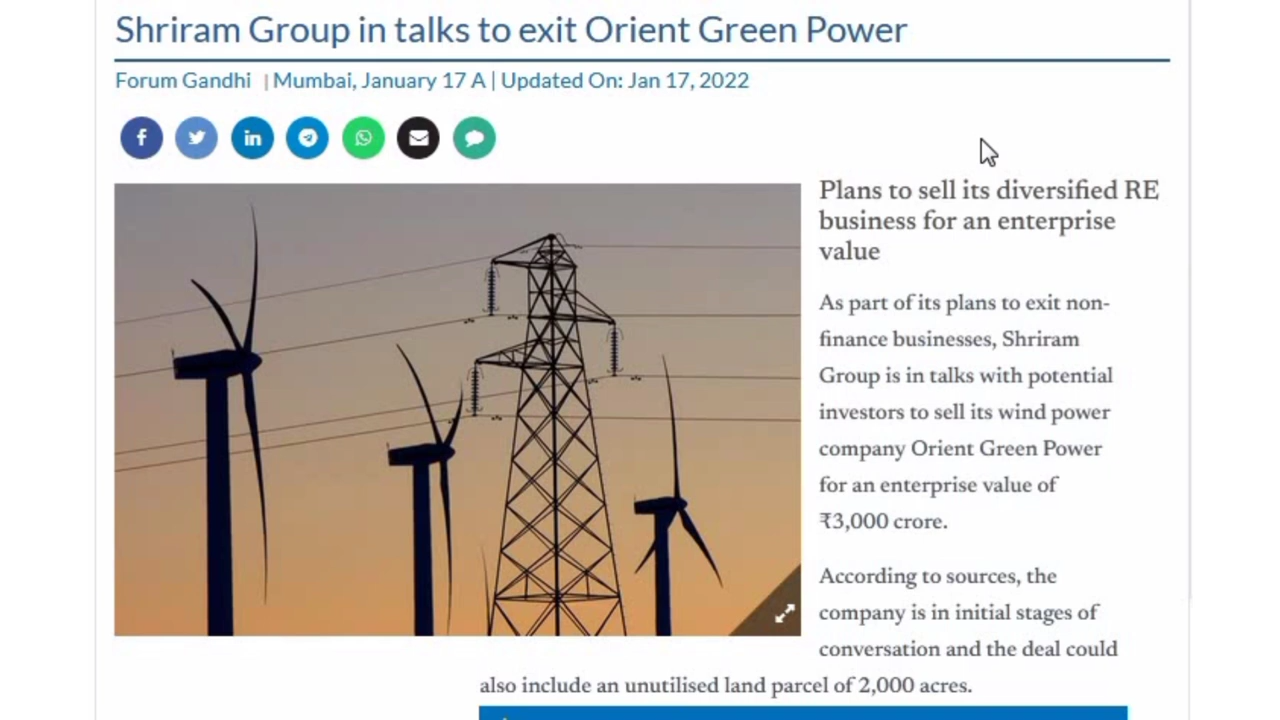 Shriram Group in talks to exit Orient Green Power
Forum Gandhi | Mumbai, January 17 A | Updated On: Jan 17, 2022
f in
Plans to sell its diversified RE
business for an enterprise
value
As part of its plans to exit non-
finance businesses, Shriram
Group is in talks with potential
investors to sell its wind power
company Orient Green Power
for an enterprise value of
₹3,000 crore.
According to sources, the
company is in initial stages of
conversation and the deal could
also include an unutilised land parcel of 2,000 acres.